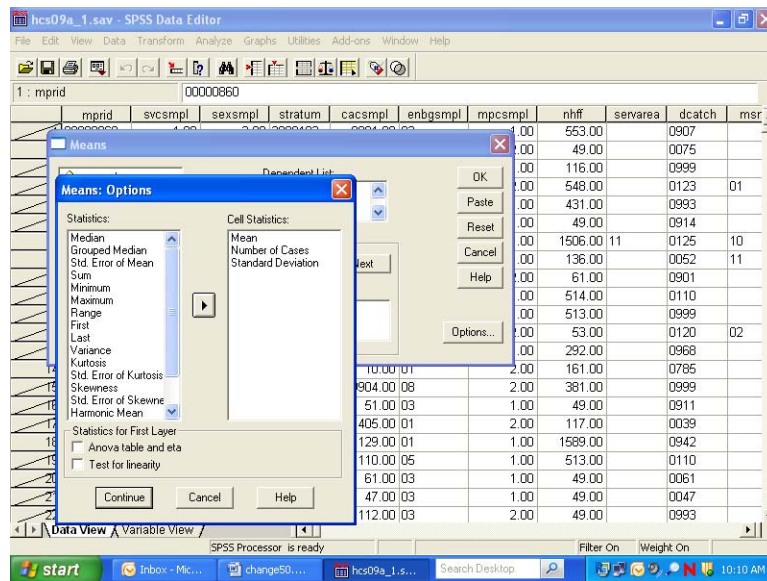 hcs09a_1.sav - SPSS Data Editor
File Edit View Data Transform Analyze Graphs Utilities Add-ons Window Help
1 : mprid 00000860
mprid svcsmpl sexsmpl stratum cacsmpl enbgsmpl mpcsmpl nhff servarea dcatch msr
1.00 553.00 0907
Means
.00 49.00 0075
.00 116.00 0999
Dependent List:
OK
.00 548.00 0123 01
Means: Options
Paste
.00 431.00 0993
Statistics: Cell Statistics:
Reset
.00 49.00 0914
Median
Grouped Median
Std. Error of Mean
Sum
Minimum
Maximum
Range
First
Last
Variance
Kurtosis
Std. Error of Kurtosis
Skewness
Std. Error of Skewne
Harmonic Mean
Mean
Number of Cases
Standard Deviation
Next
Cancel
Help
Options...
.00 1506.00 11 0125 10
.00 136.00 0052 11
.00 61.00 0901
.00 514.00 0110
.00 513.00 0999
.00 53.00 0120 02
.00 292.00 0968
10.00 01 2.00 161.00 0785
904.00 08 2.00 381.00 0999
51.00 03 1.00 49.00 0911
405.00 01 2.00 117.00 0039
129.00 01 1.00 1589.00 0942
110.00 05 1.00 513.00 0110
61.00 03 1.00 49.00 0061
47.00 03 1.00 49.00 0047
112.00 03 2.00 49.00 0993
Statistics for First Layer
Anova table and eta
Test for linearity
Continue Cancel Help
Data View Variable View
SPSS Processor is ready Filter On Weight On
start Inbox - Mic... change50.... hcs09a_1.s... Search Desktop 10:10 AM